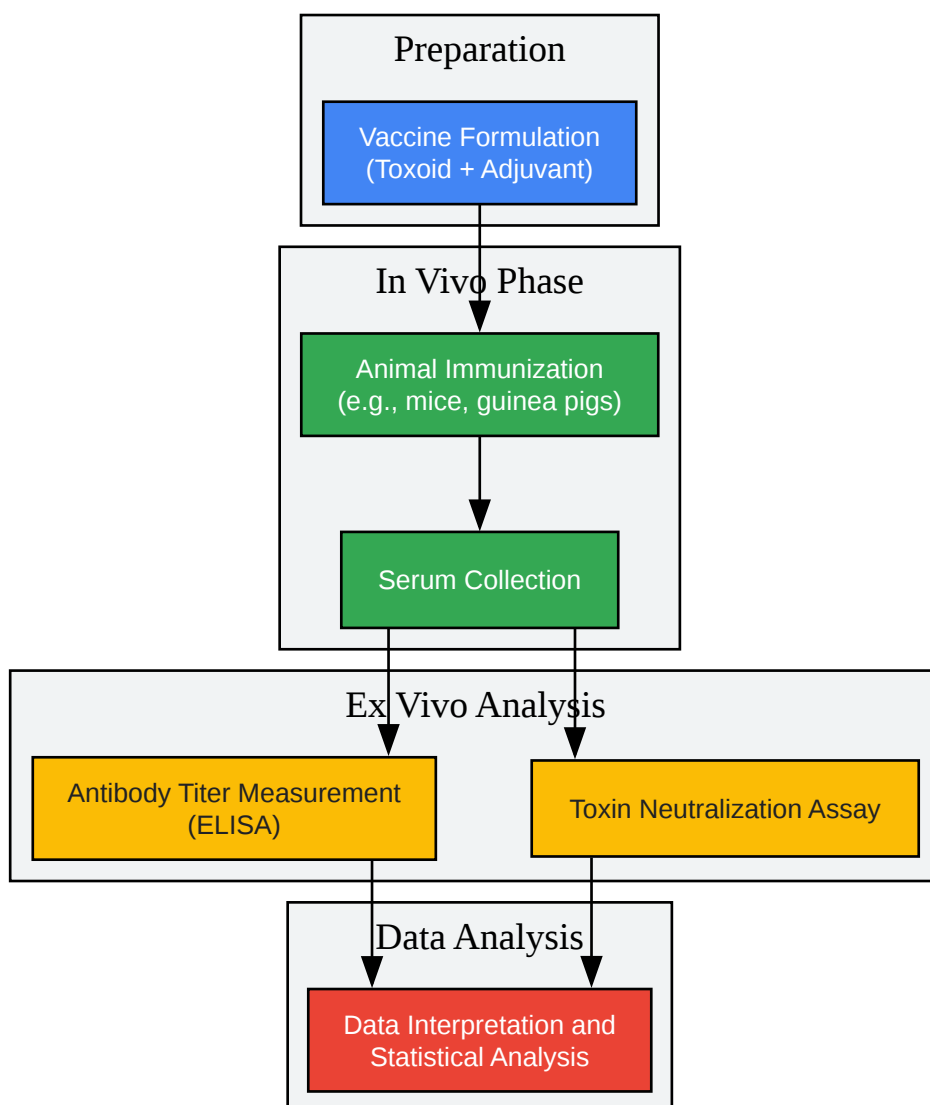 Preparation
Vaccine Formulation
(Toxoid + Adjuvant)
In Vivo Phase
Animal Immunization
(e.g., mice, guinea pigs)
Serum Collection
Ex Vivo Analysis
Antibody Titer Measurement
(ELISA)
Toxin Neutralization Assay
Data Analysis
Data Interpretation and
Statistical Analysis